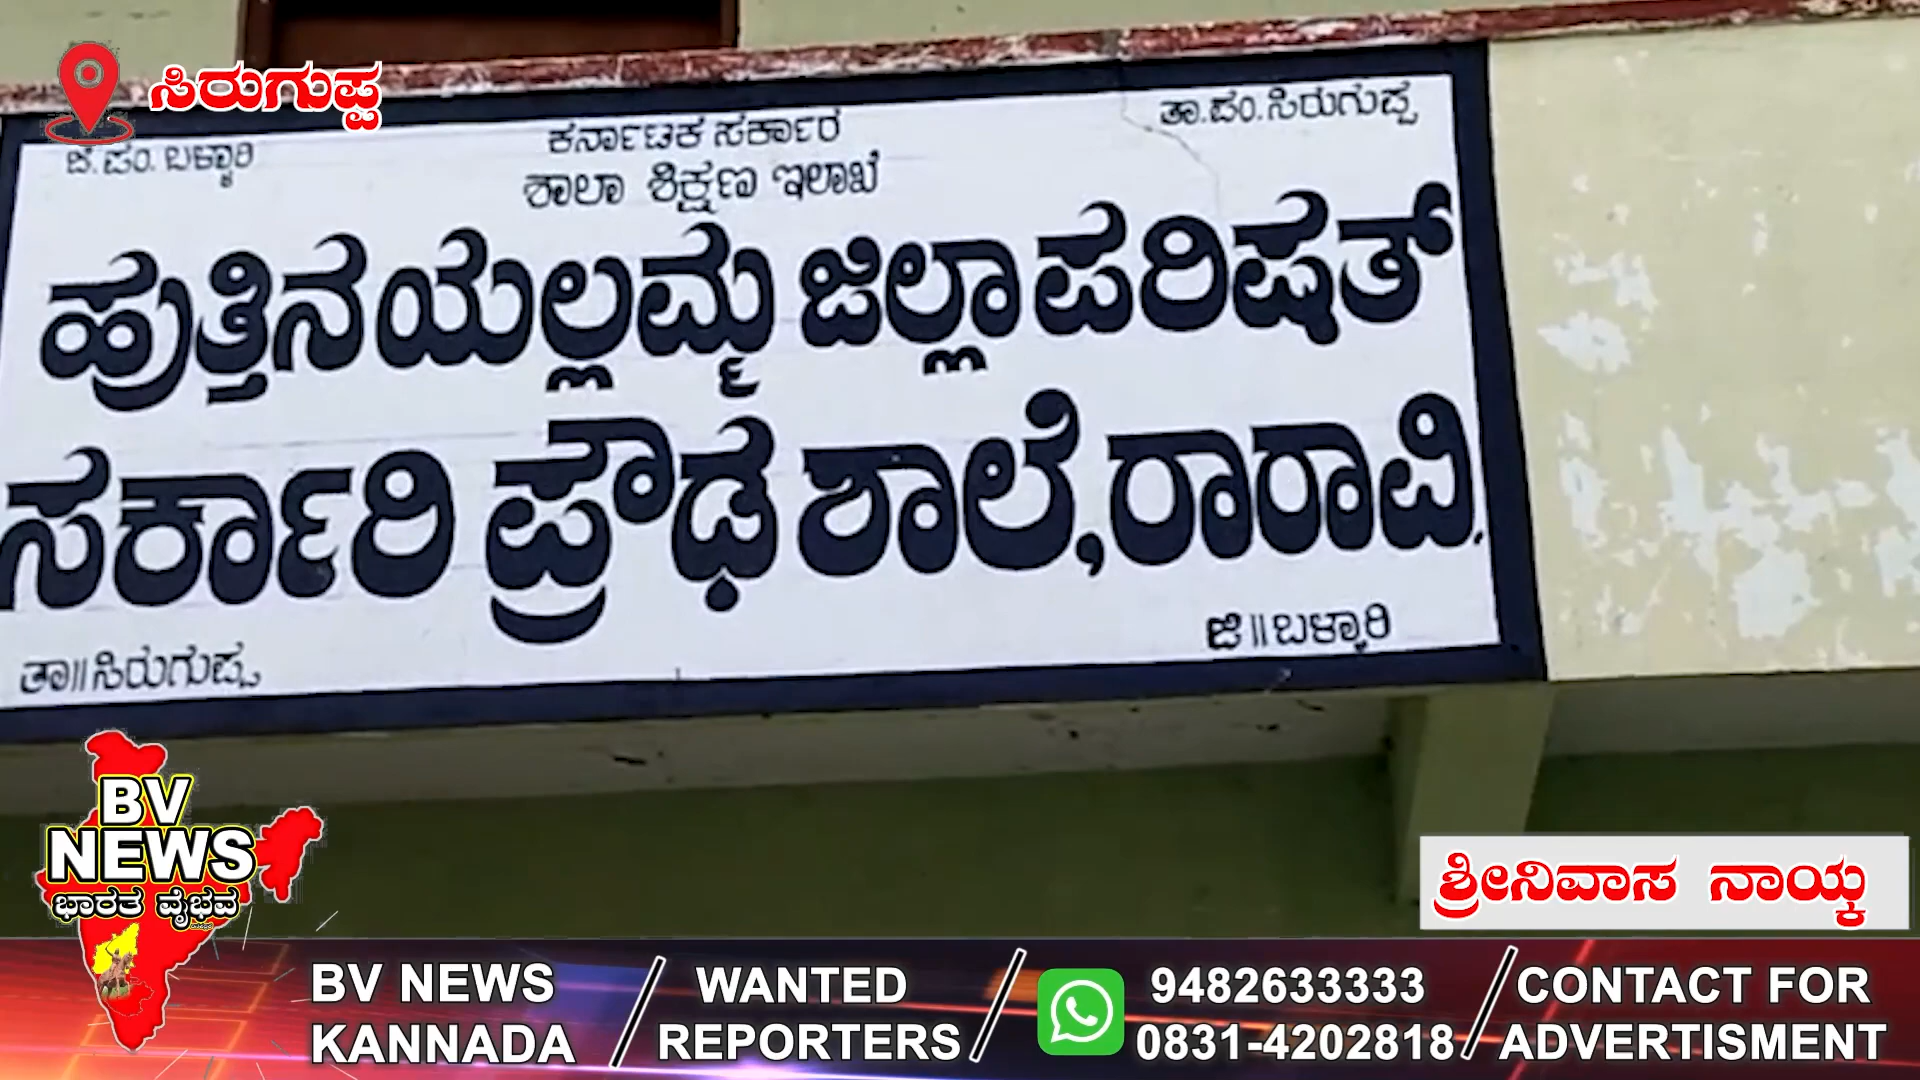 ಸಿರುಗುಪ್ಪ
ಜಿ.ಪಂ. ಬಳ್ಳಾರಿ
ಕರ್ನಾಟಕ ಸರ್ಕಾರ
ತಾ.ಪಂ.ಸಿರುಗುಪ್ಪ
ಶಾಲಾ ಶಿಕ್ಷಣ ಇಲಾಖೆ
ಹುತ್ತಿನಯಲ್ಲಮ್ಮ ಜಿಲ್ಲಾ ಪರಿಷತ್
ಸರ್ಕಾರಿ ಪ್ರೌಢ ಶಾಲೆ, ರಾರಾವಿ.
ತಾ||ಸಿರುಗುಪ್ಪ
ಜಿ||ಬಳ್ಳಾರಿ
BV
NEWS
ಭಾರತ ವೈಭವ
ಶ್ರೀನಿವಾಸ ನಾಯ್ಕ
BV NEWS
KANNADA
WANTED
REPORTERS
9482633333
0831-4202818
CONTACT FOR
ADVERTISMENT